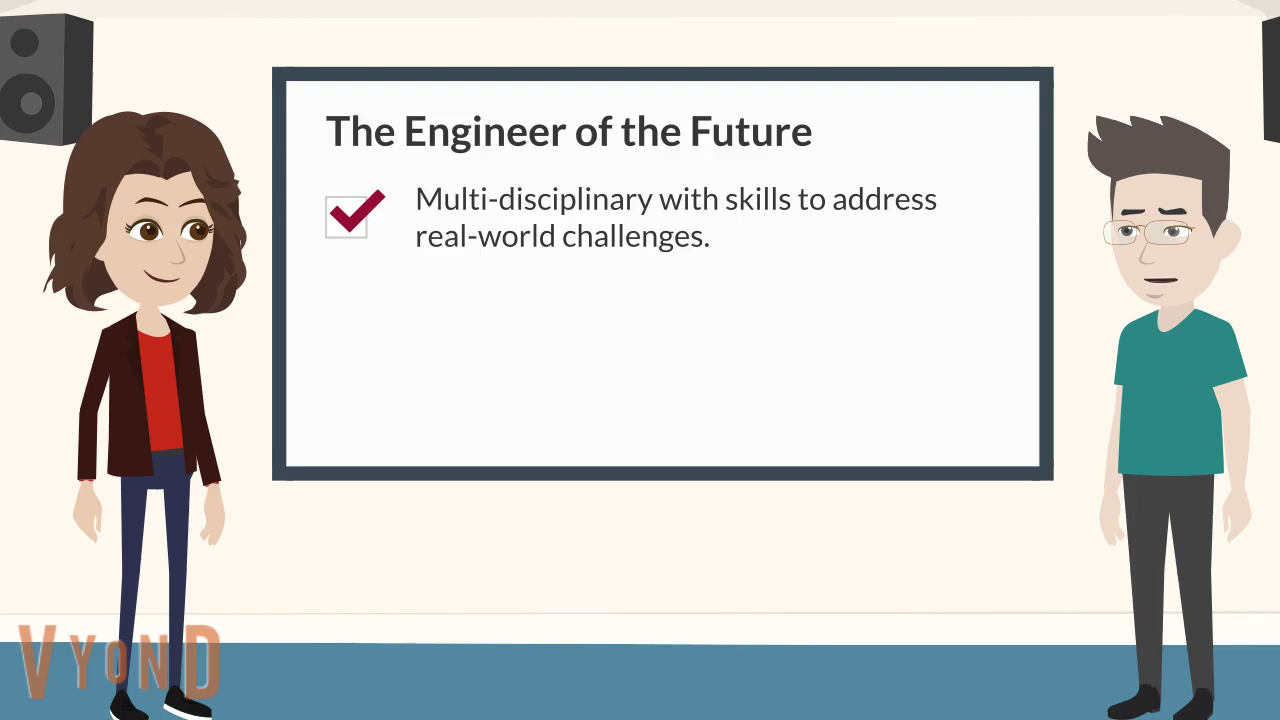 The Engineer of the Future
Multi-disciplinary with skills to address
real-world challenges.
VYOND